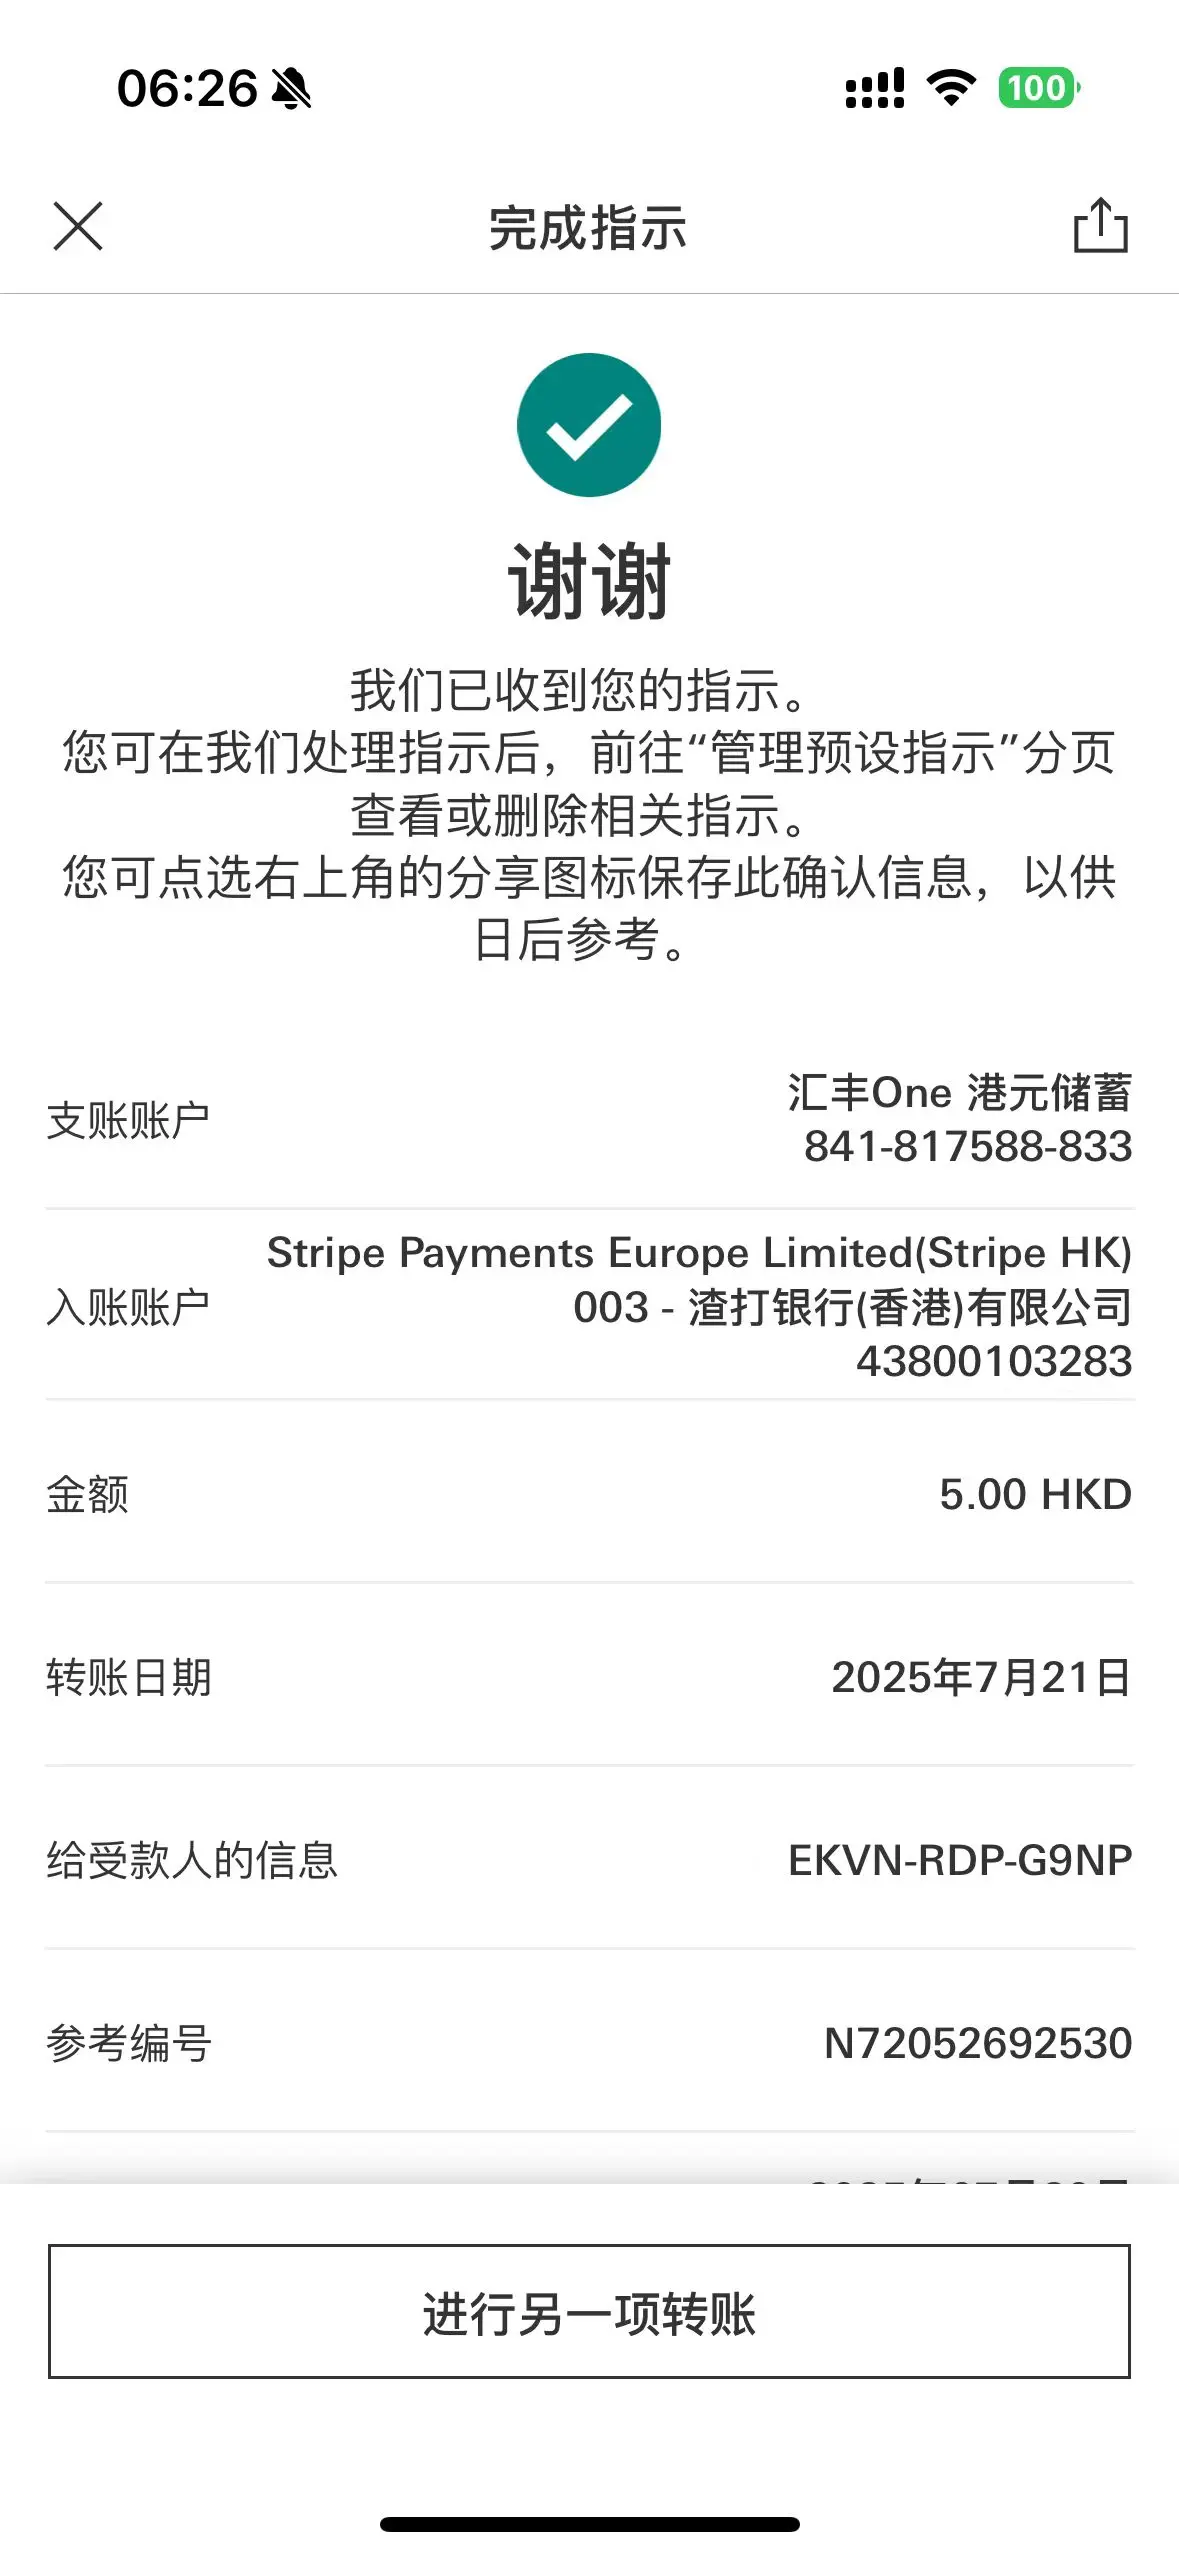 06:26
100
完成指示
谢谢
我们已收到您的指示。
您可在我们处理指示后，前往“管理预设指示”分页
查看或删除相关指示。
您可点选右上角的分享图标保存此确认信息，以供
日后参考。
支账账户
汇丰One 港元储蓄
841-817588-833
入账账户
Stripe Payments Europe Limited(Stripe HK)
003 - 渣打银行(香港)有限公司
43800103283
金额
5.00 HKD
转账日期
2025年7月21日
给受款人的信息
EKVN-RDP-G9NP
参考编号
N72052692530
进行另一项转账